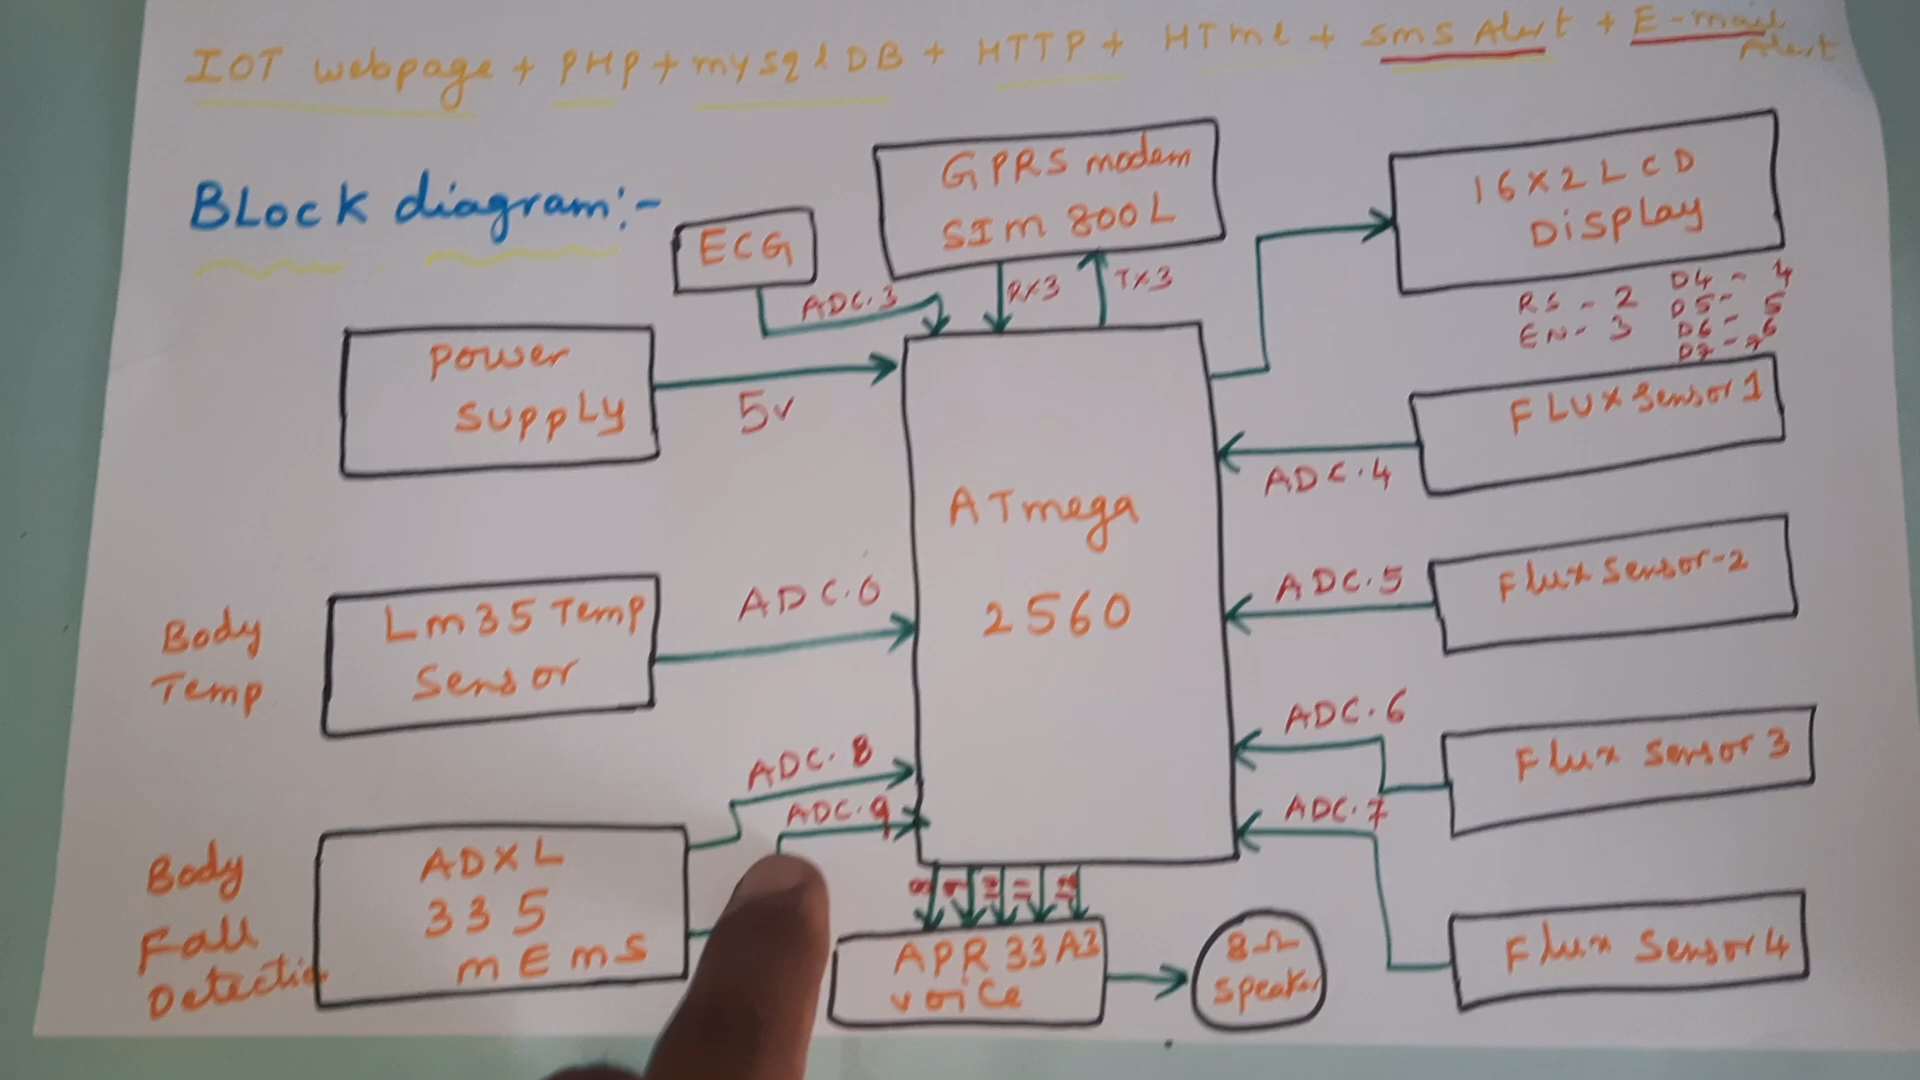 IOT webpage + PHP + mysql DB + HTTP + HTmL + Sms Alert + E-mail
Alert
BLock diagram:-
ECG
GPRS modem
SIm 800L
16X2 LCD
Display
ADC.3
RX3
TX3
RS - 2
EN - 3
D4 - 4
D5 - 5
D6 - 6
D7 - 7
Power
Supply
5v
FLUX Sensor 1
ADC.4
ATmega
2560
Flux Sensor-2
ADC.5
Body
Temp
Lm35 Temp
Sensor
ADC.0
Flux Sensor 3
ADC.6
ADC.7
Flux Sensor 4
ADC.8
ADC.9
Body
Fall
Detection
ADXL
335
mEms
APR 33A3
voice
8Ω
Speaker